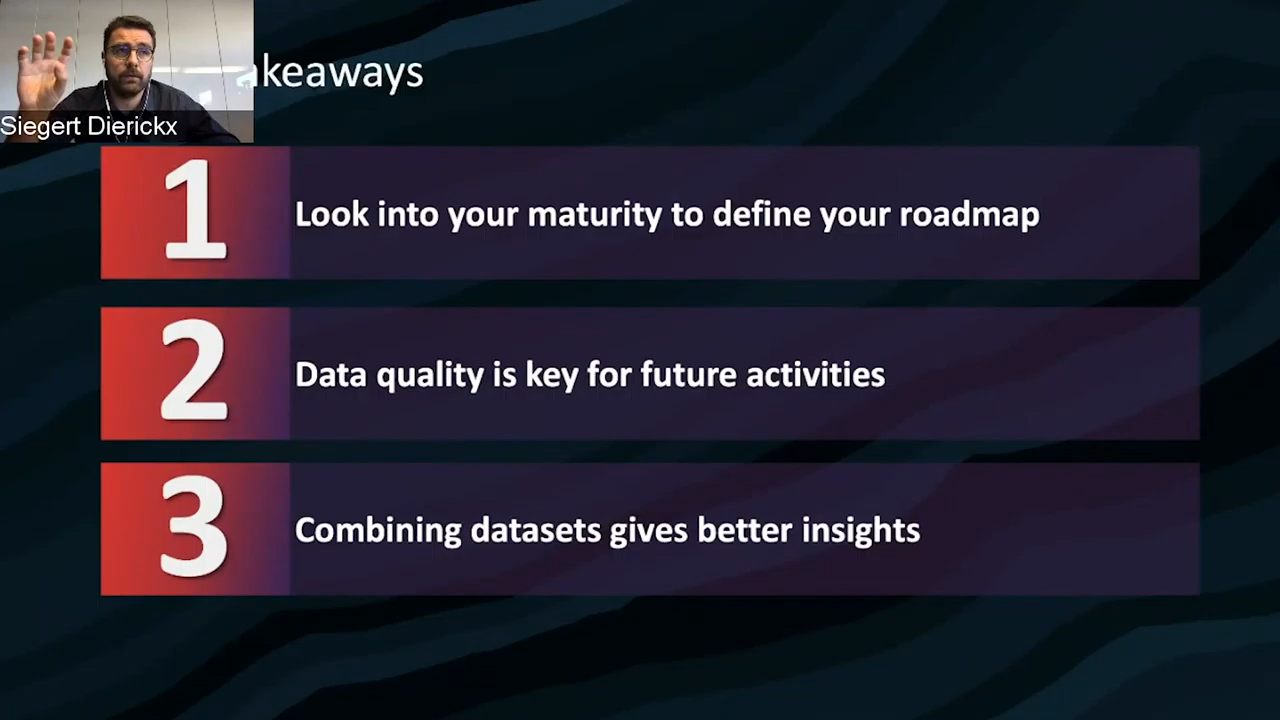 akeaways
Siegert Dierickx
1
Look into your maturity to define your roadmap
2
Data quality is key for future activities
3
Combining datasets gives better insights